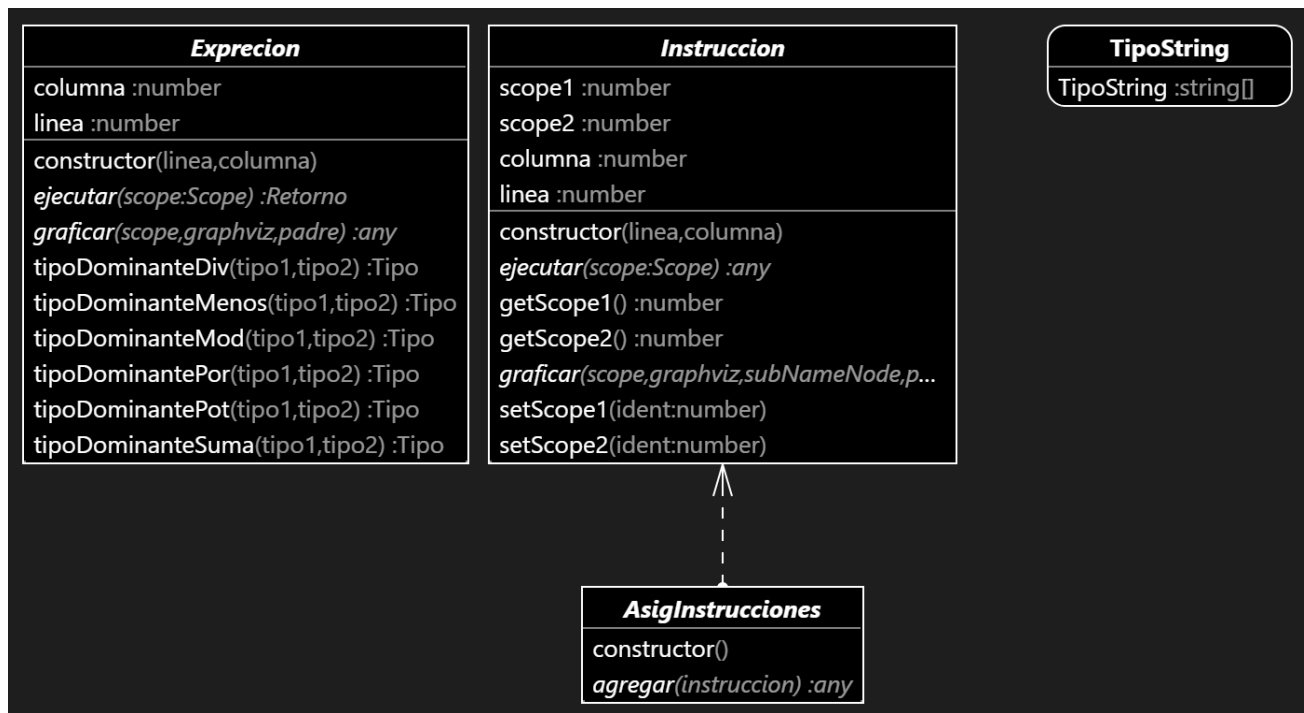 Exprecion
columna :number
linea :number
constructor(linea,columna)
ejecutar(scope:Scope) :Retorno
graficar(scope,graphviz,padre) :any
tipoDominanteDiv(tipo1,tipo2) :Tipo
tipoDominanteMenos(tipo1,tipo2) :Tipo
tipoDominanteMod(tipo1,tipo2) :Tipo
tipoDominantePor(tipo1,tipo2) :Tipo
tipoDominantePot(tipo1,tipo2) :Tipo
tipoDominanteSuma(tipo1,tipo2) :Tipo
Instruccion
scope1 :number
scope2 :number
columna :number
linea :number
constructor(linea,columna)
ejecutar(scope:Scope) :any
getScope1() :number
getScope2() :number
graficar(scope,graphviz,subNameNode,p...
setScope1(ident:number)
setScope2(ident:number)
TipoString
TipoString :string[]
AsigInstrucciones
constructor()
agregar(instruccion) :any